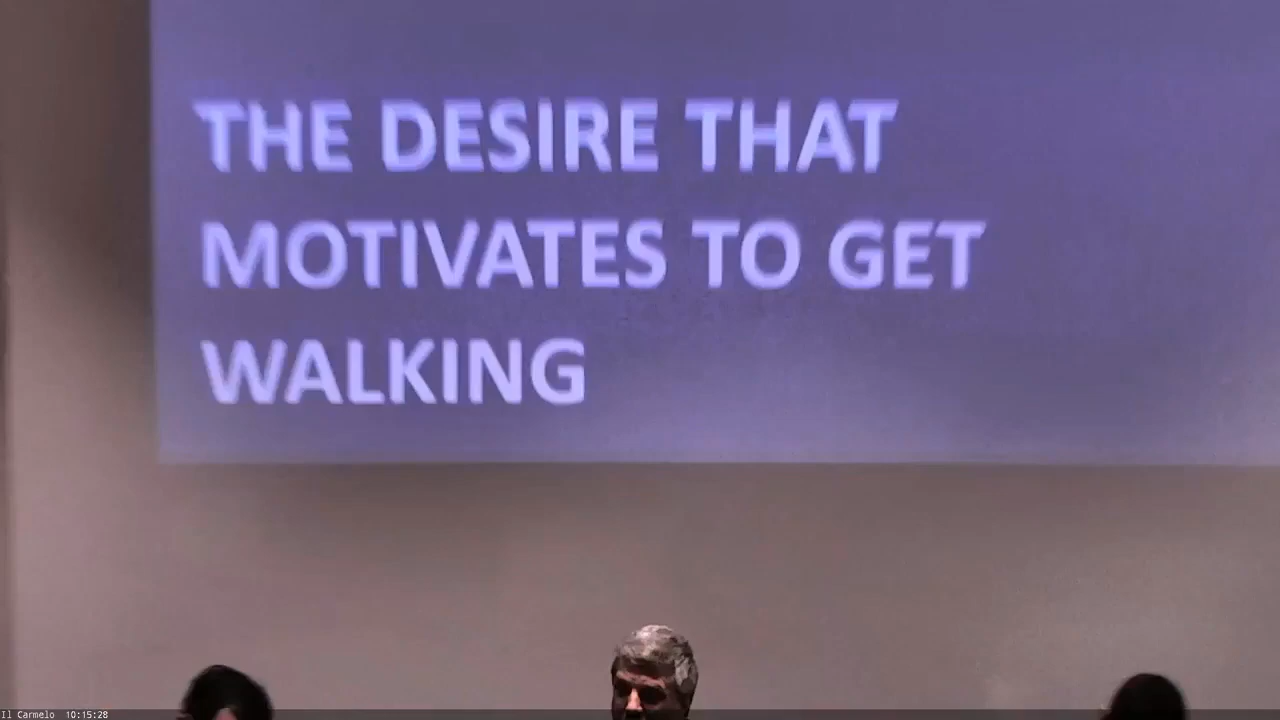 THE DESIRE THAT
MOTIVATES TO GET
WALKING
Il Carmelo 10:15:28